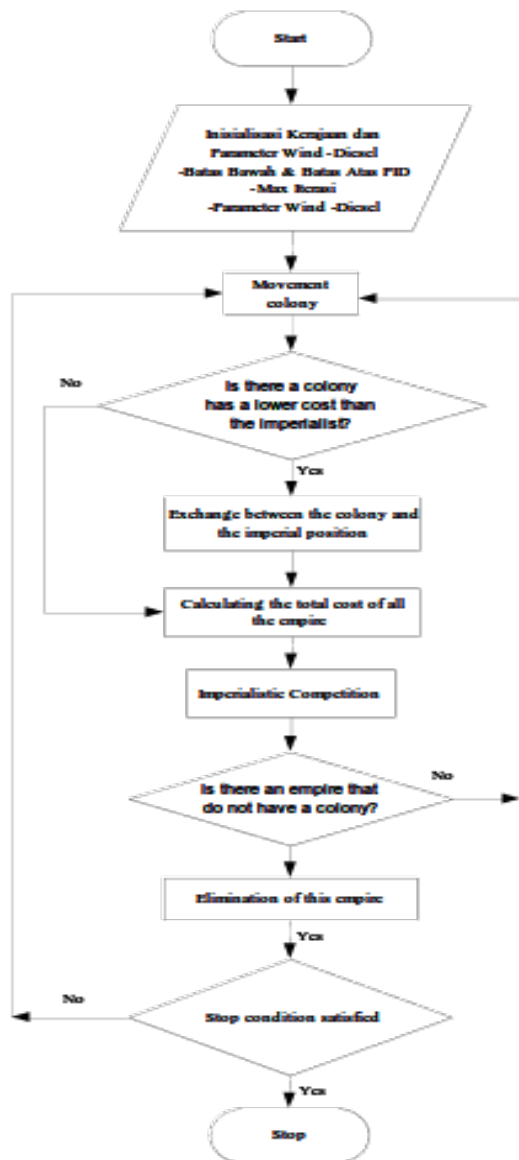 Start
Inisialisasi Kerajaan dan
Parameter Wind -Diesel
-Batas Bawah & Batas Atas PID
-Max Iterasi
-Parameter Wind -Diesel
Movement
colony
No
Is there a colony
has a lower cost than
the imperialist?
Yes
Exchange between the colony and
the imperial position
Calculating the total cost of all
the empire
Imperialistic Competition
No
Is there an empire that
do not have a colony?
Elimination of this empire
Yes
No
Stop condition satisfied
Yes
Stop